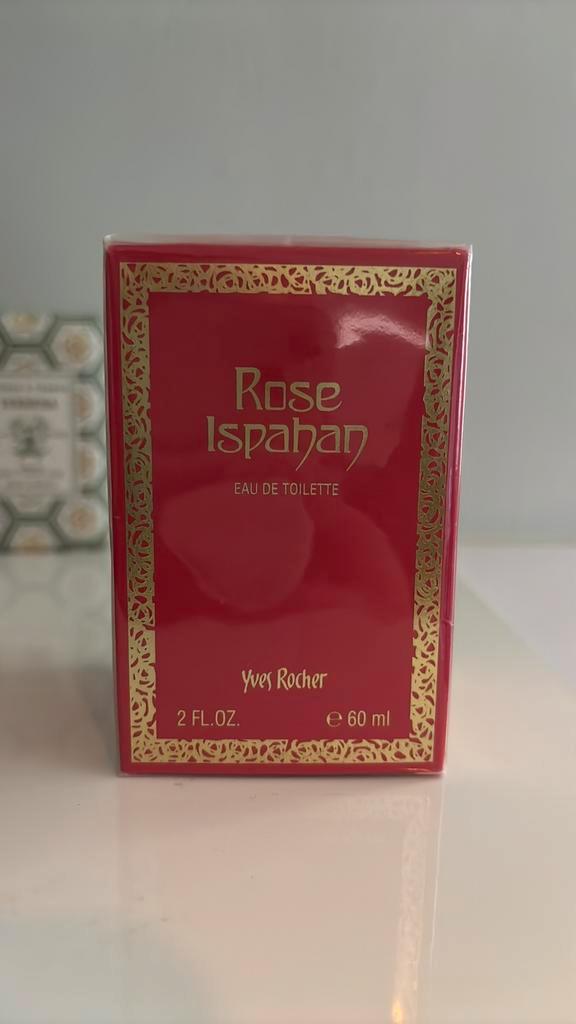 Rose
Ispahan
EAU DE TOILETTE
Yves Rocher
2 FL.OZ.
℮ 60 ml